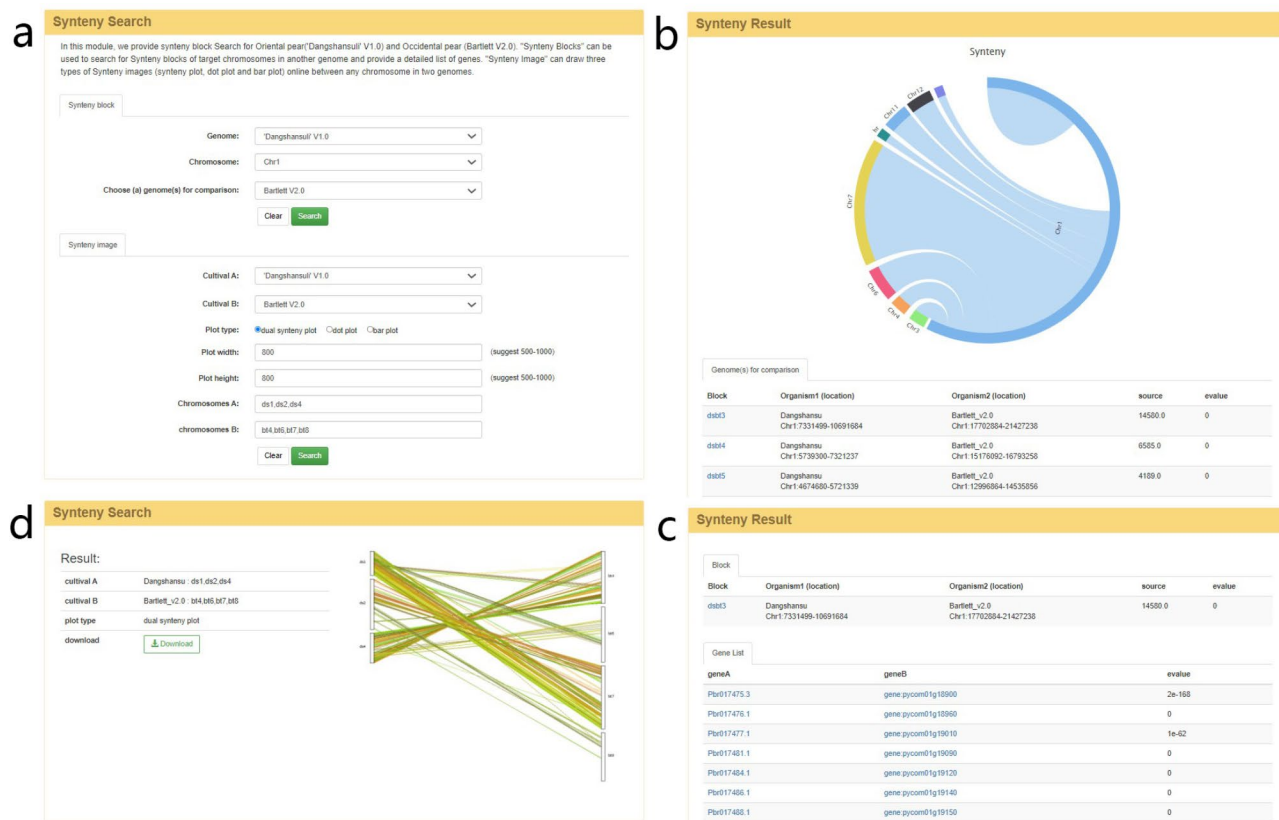 a
Synteny Search
In this module, we provide synteny block Search for Oriental pear('Dangshansuli' V1.0) and Occidental pear (Bartlett V2.0). "Synteny Blocks" can be
used to search for Synteny blocks of target chromosomes in another genome and provide a detailed list of genes. "Synteny Image" can draw three
types of Synteny images (synteny plot, dot plot and bar plot) online between any chromosome in two genomes.
Synteny block
Genome: 'Dangshansuli' V1.0
Chromosome: Chr1
Choose (a) genome(s) for comparison: Bartlett V2.0
Clear Search
Synteny image
Cultival A: 'Dangshansuli' V1.0
Cultival B: Bartlett V2.0
Plot type: dual synteny plot dot plot bar plot
Plot width: 800 (suggest 500-1000)
Plot height: 800 (suggest 500-1000)
Chromosomes A: ds1,ds2,ds4
chromosomes B: bt4,bt6,bt7,bt8
Clear Search
b
Synteny Result
Synteny
Chr12
Chr11
Chr7
Chr6
Chr4
Chr3
Chr1
Genome(s) for comparison
Block Organism1 (location) Organism2 (location) source evalue
dsbt3 Dangshansu Bartlett_v2.0 14580.0 0
Chr1:7331499-10691684 Chr1:17702884-21427238
dsbt4 Dangshansu Bartlett_v2.0 6585.0 0
Chr1:5739300-7321237 Chr1:15176092-16793258
dsbt5 Dangshansu Bartlett_v2.0 4189.0 0
Chr1:4674680-5721339 Chr1:12996864-14535856
d
Synteny Search
Result:
cultival A Dangshansu : ds1,ds2,ds4
cultival B Bartlett_v2.0 : bt4,bt6,bt7,bt8
plot type dual synteny plot
download Download
c
Synteny Result
Block
Block Organism1 (location) Organism2 (location) source evalue
dsbt3 Dangshansu Bartlett_v2.0 14580.0 0
Chr1:7331499-10691684 Chr1:17702884-21427238
Gene List
geneA geneB evalue
Pbr017475.3 gene:pycom01g18900 2e-168
Pbr017476.1 gene:pycom01g18960 0
Pbr017477.1 gene:pycom01g19010 1e-62
Pbr017481.1 gene:pycom01g19090 0
Pbr017484.1 gene:pycom01g19120 0
Pbr017486.1 gene:pycom01g19140 0
Pbr017488.1 gene:pycom01g19150 0